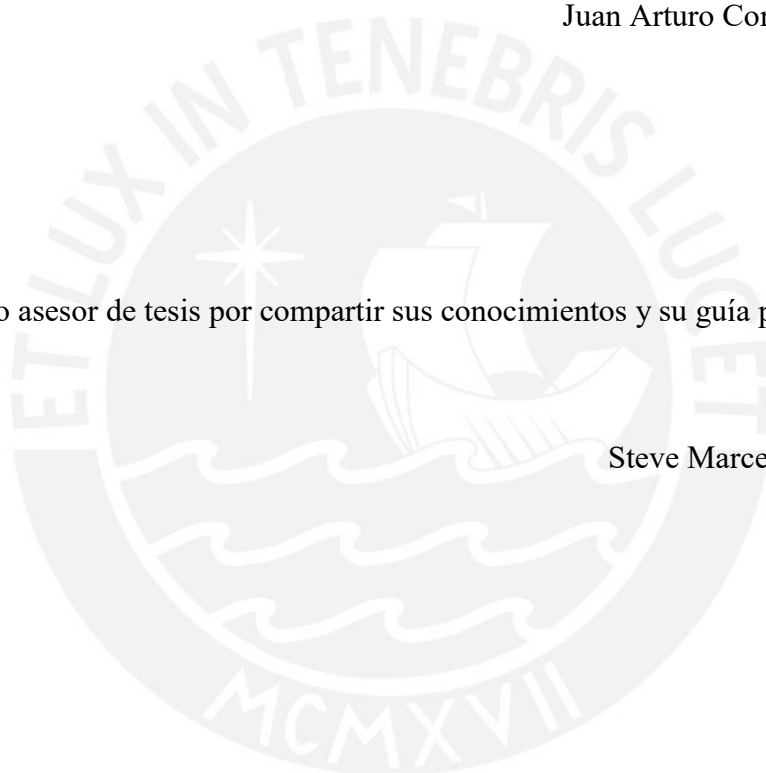 Juan Arturo Cor
o asesor de tesis por compartir sus conocimientos y su guía p
Steve Marce
ET LUX IN TENEBRIS LUCET
MCMXVII